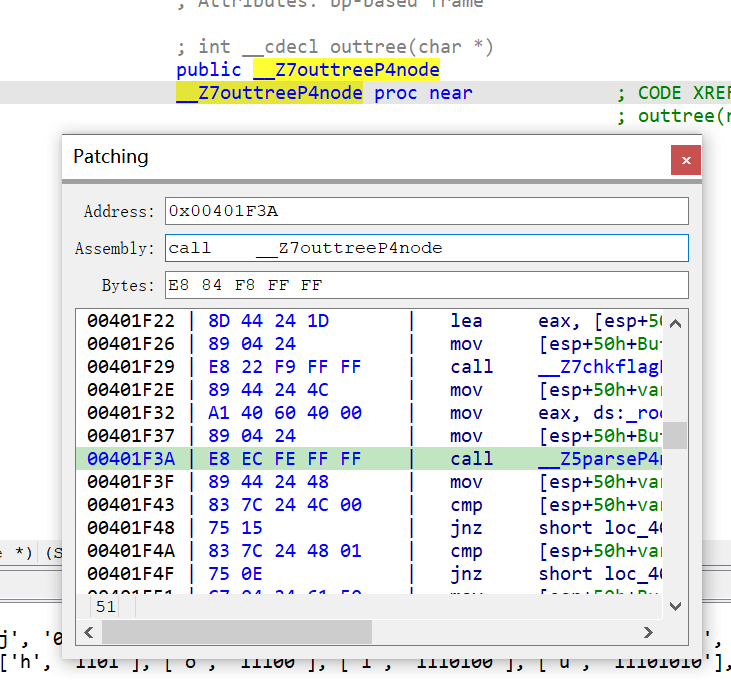 ; Attributes: bp-based frame
; int __cdecl outtree(char *)
public __Z7outtreeP4node
__Z7outtreeP4node proc near ; CODE XREF
; outtree(
Patching
x
Address: 0x00401F3A
Assembly: call __Z7outtreeP4node
Bytes: E8 84 F8 FF FF
00401F22 | 8D 44 24 1D | lea eax, [esp+50
00401F26 | 89 04 24 | mov [esp+50h+Bu
00401F29 | E8 22 F9 FF FF | call __Z7chkflag
00401F2E | 89 44 24 4C | mov [esp+50h+va
00401F32 | A1 40 60 40 00 | mov eax, ds:_ro
00401F37 | 89 04 24 | mov [esp+50h+Bu
00401F3A | E8 EC FE FF FF | call __Z5parseP4
00401F3F | 89 44 24 48 | mov [esp+50h+va
00401F43 | 83 7C 24 4C 00 | cmp [esp+50h+va
00401F48 | 75 15 | jnz short loc_40
00401F4A | 83 7C 24 48 01 | cmp [esp+50h+va
00401F4F | 75 0E | jnz short loc_40
*) (S
51
j', '0
['h', '1101'], ['o', '11100'], ['i', '1110100'], ['u', '11101010'],